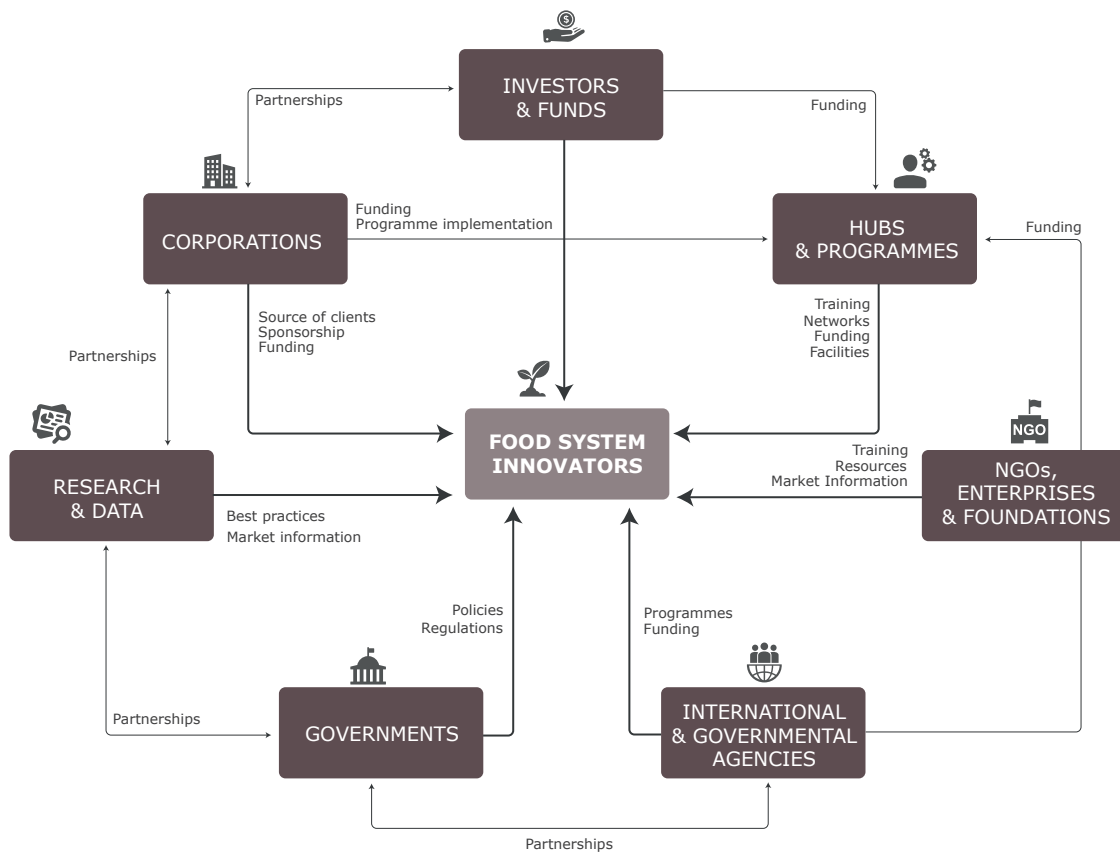 INVESTORS
& FUNDS
Partnerships
Funding
CORPORATIONS
Funding
Programme implementation
HUBS
& PROGRAMMES
Funding
Source of clients
Sponsorship
Funding
Training
Networks
Funding
Facilities
Partnerships
FOOD SYSTEM
INNOVATORS
NGO
Training
Resources
Market Information
RESEARCH
& DATA
NGOs,
ENTERPRISES
& FOUNDATIONS
Best practices
Market information
Policies
Regulations
Programmes
Funding
Partnerships
GOVERNMENTS
INTERNATIONAL
& GOVERNMENTAL
AGENCIES
Partnerships